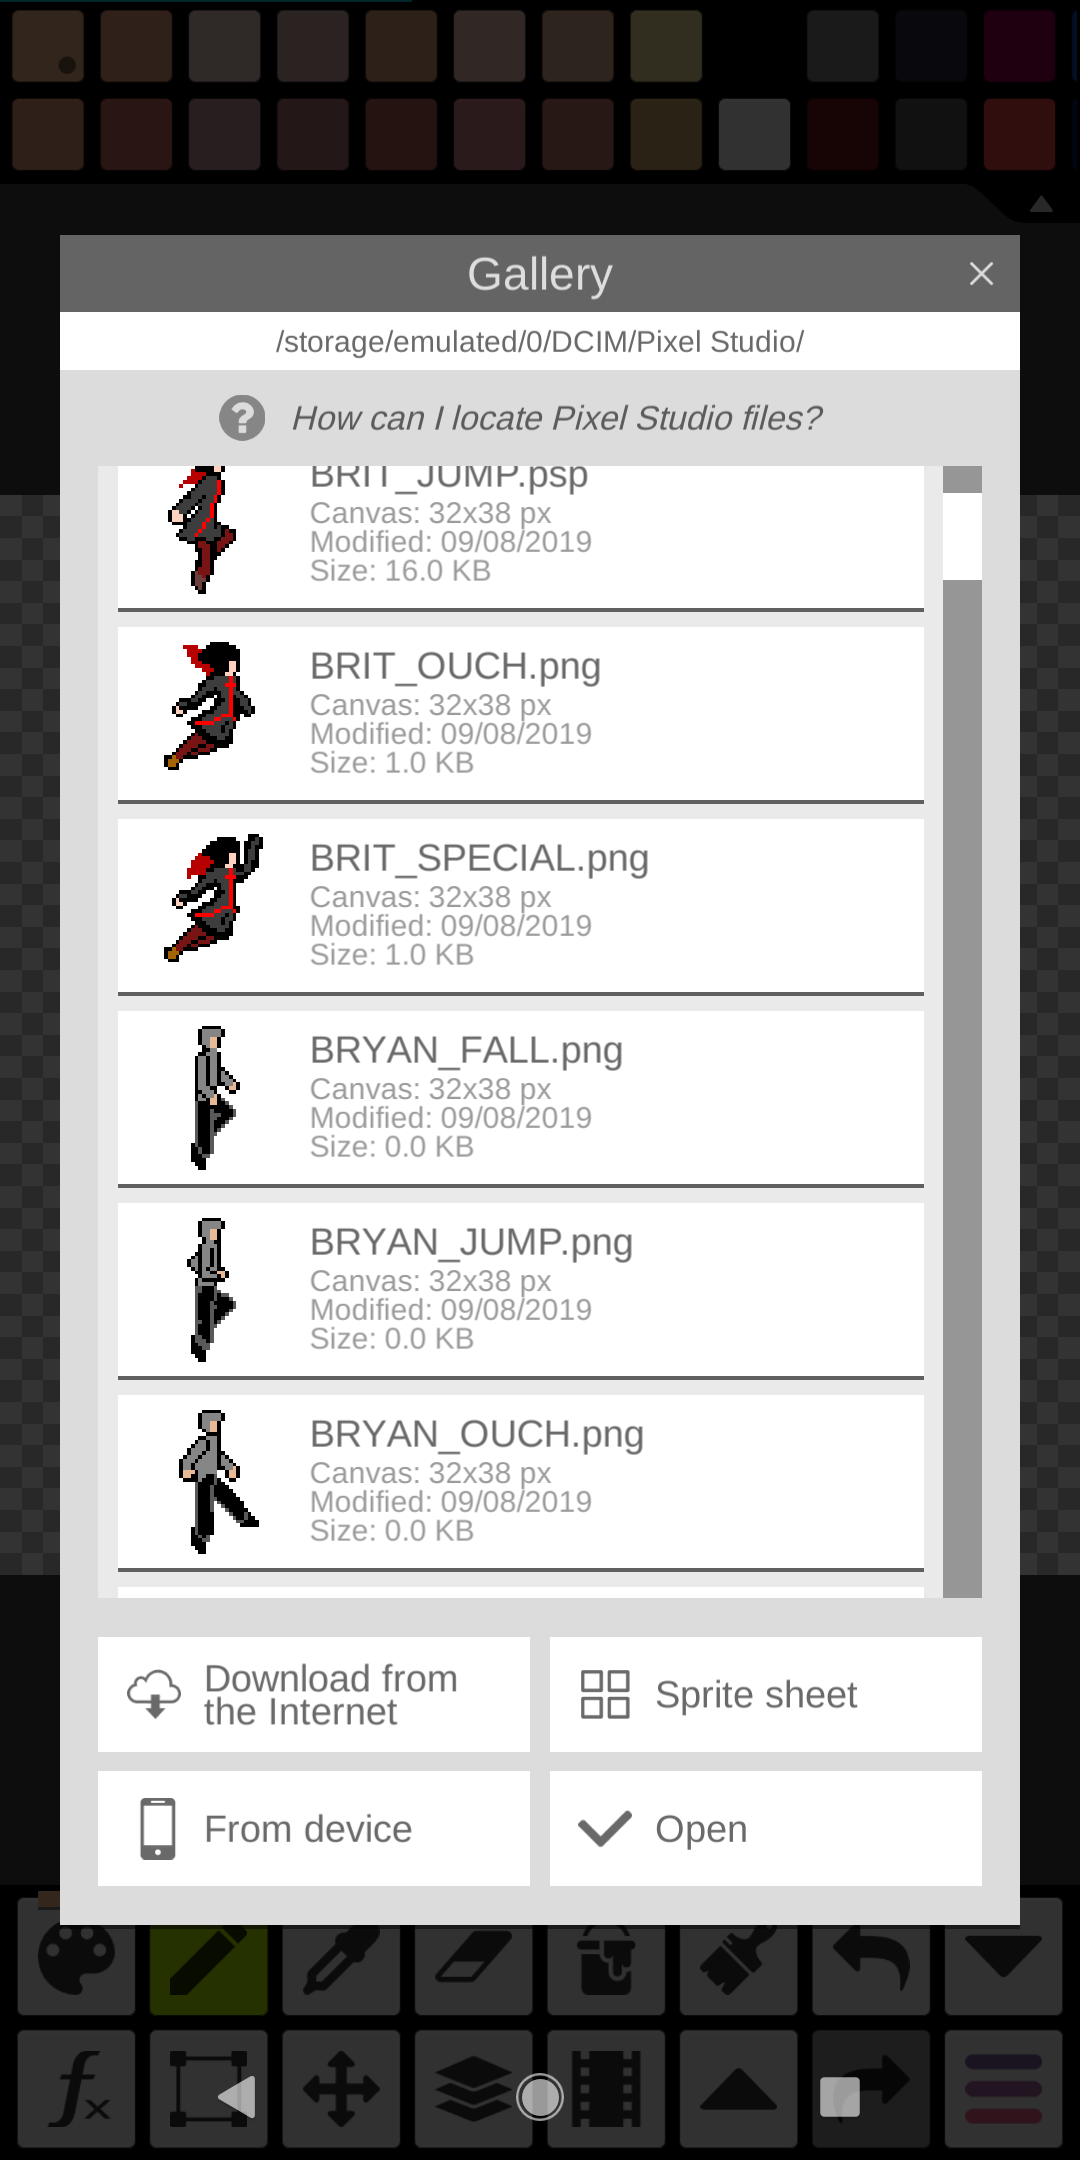 Gallery
/storage/emulated/0/DCIM/Pixel Studio/
? How can I locate Pixel Studio files?
BRIT_JUMP.psp
Canvas: 32x38 px
Modified: 09/08/2019
Size: 16.0 KB
BRIT_OUCH.png
Canvas: 32x38 px
Modified: 09/08/2019
Size: 1.0 KB
BRIT_SPECIAL.png
Canvas: 32x38 px
Modified: 09/08/2019
Size: 1.0 KB
BRYAN_FALL.png
Canvas: 32x38 px
Modified: 09/08/2019
Size: 0.0 KB
BRYAN_JUMP.png
Canvas: 32x38 px
Modified: 09/08/2019
Size: 0.0 KB
BRYAN_OUCH.png
Canvas: 32x38 px
Modified: 09/08/2019
Size: 0.0 KB
Download from
the Internet
Sprite sheet
From device
Open
fx